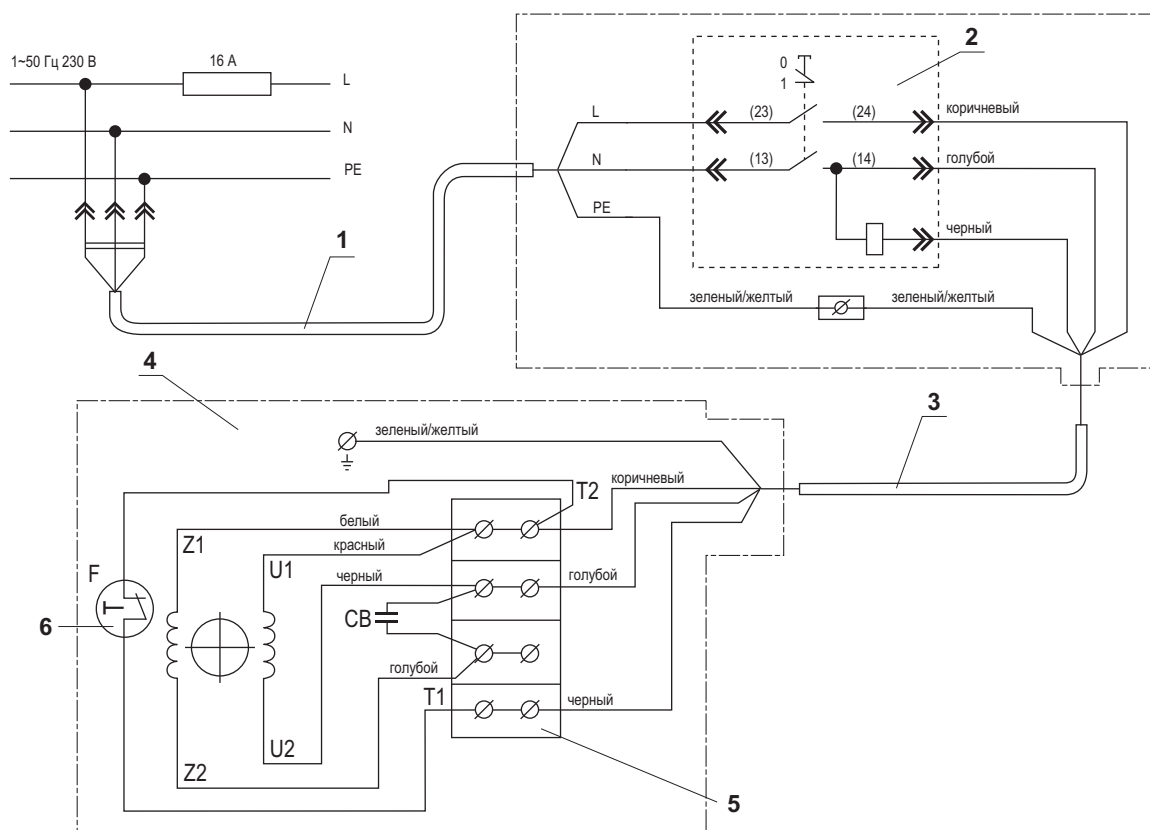 1~50 Гц 230 В
16 А
L
N
PE
1
2
0
1
L
(23)
(24)
коричневый
N
(13)
(14)
голубой
PE
черный
зеленый/желтый
зеленый/желтый
3
4
зеленый/желтый
коричневый
T2
белый
Z1
красный
U1
F
черный
голубой
CB
6
голубой
T1
черный
U2
Z2
5